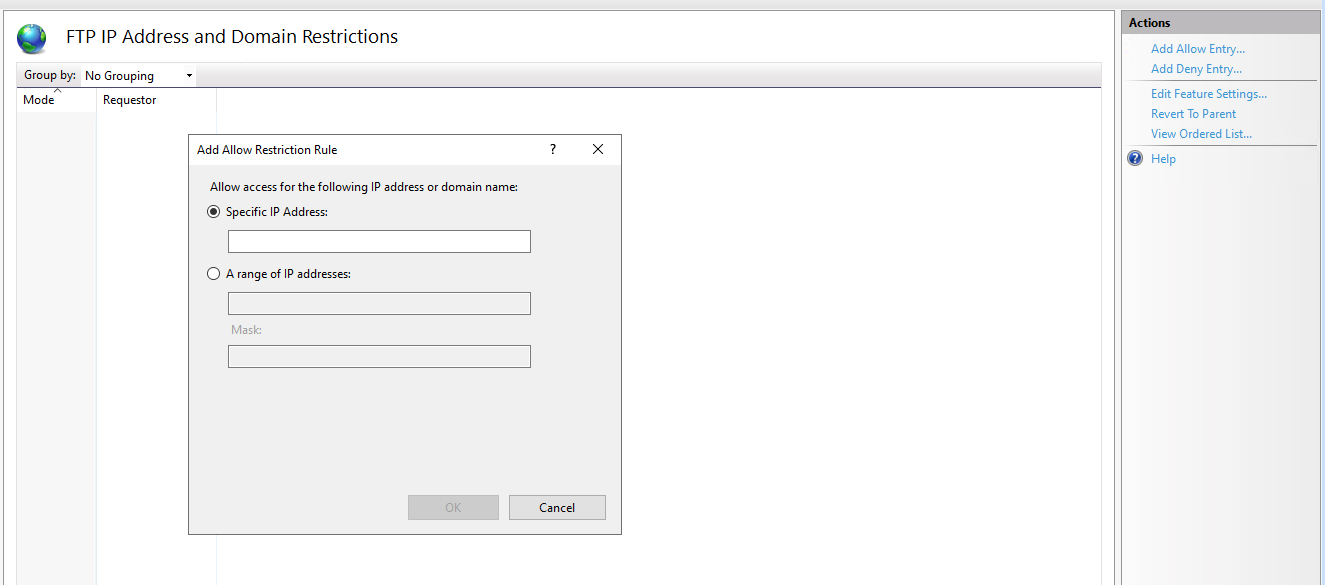 FTP IP Address and Domain Restrictions
Group by: No Grouping
Mode Requestor
Add Allow Restriction Rule ?
Allow access for the following IP address or domain name:
Specific IP Address:
A range of IP addresses:
Mask:
OK Cancel
Actions
Add Allow Entry...
Add Deny Entry...
Edit Feature Settings...
Revert To Parent
View Ordered List...
? Help